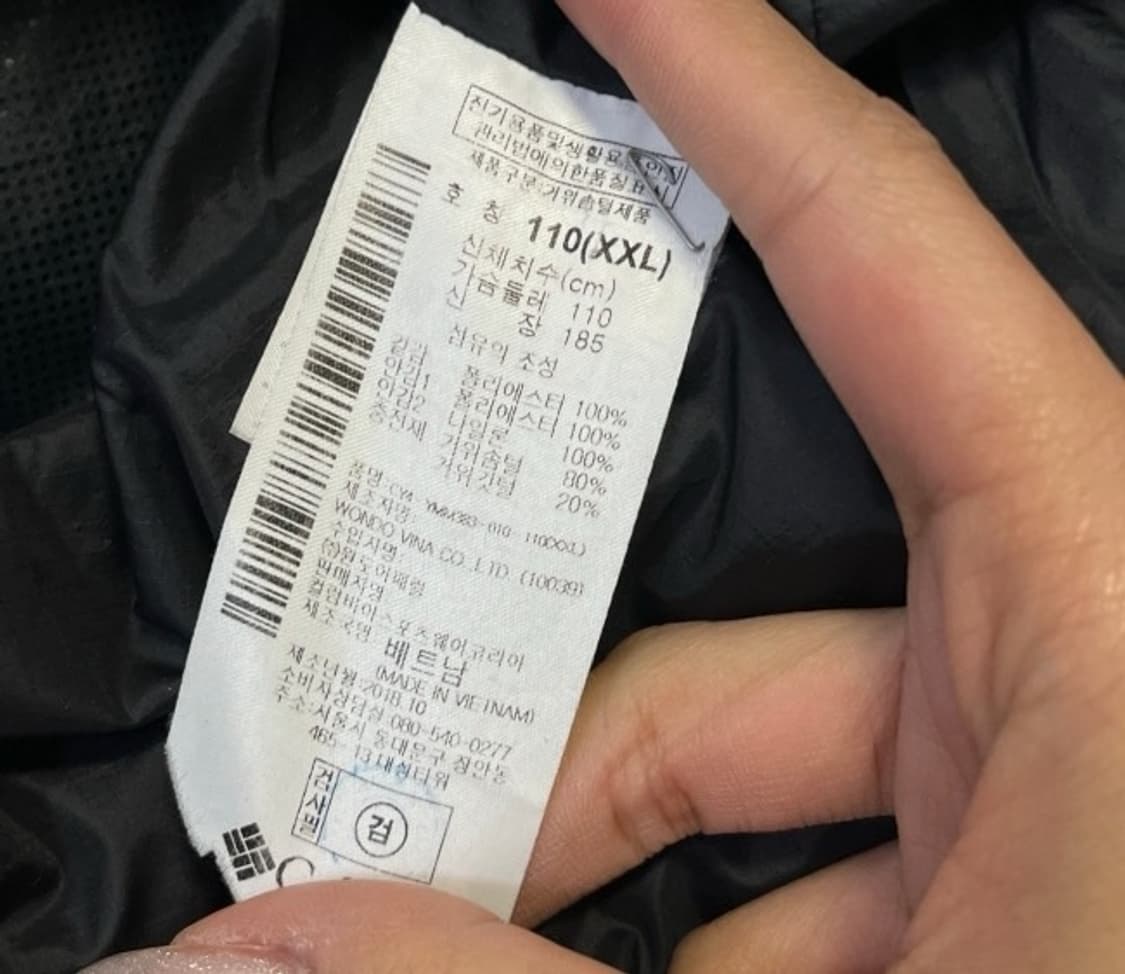 전기용품및생활용품안전
관리법에의한품질표시
제품구분:거위솜털제품
호 칭 110(XXL)
신체치수(cm)
가슴둘레 110
신 장 185
섬유의 조성
겉감 폴리에스터 100%
안감1 폴리에스터 100%
안감2 나일론 100%
충전재 거위솜털 80%
거위깃털 20%
품명:CY4
제조자명:
WONDO VINA CO.,LTD. (10039)
수입자명
(주)원도어패럴
판매자명
컬럼비아스포츠웨어코리아
제조국명 베트남
(MADE IN VIETNAM)
제조년월:2018.10
소비자상담실 080-540-0277
주소:서울시 동대문구 장안동
465-13
검사필
검